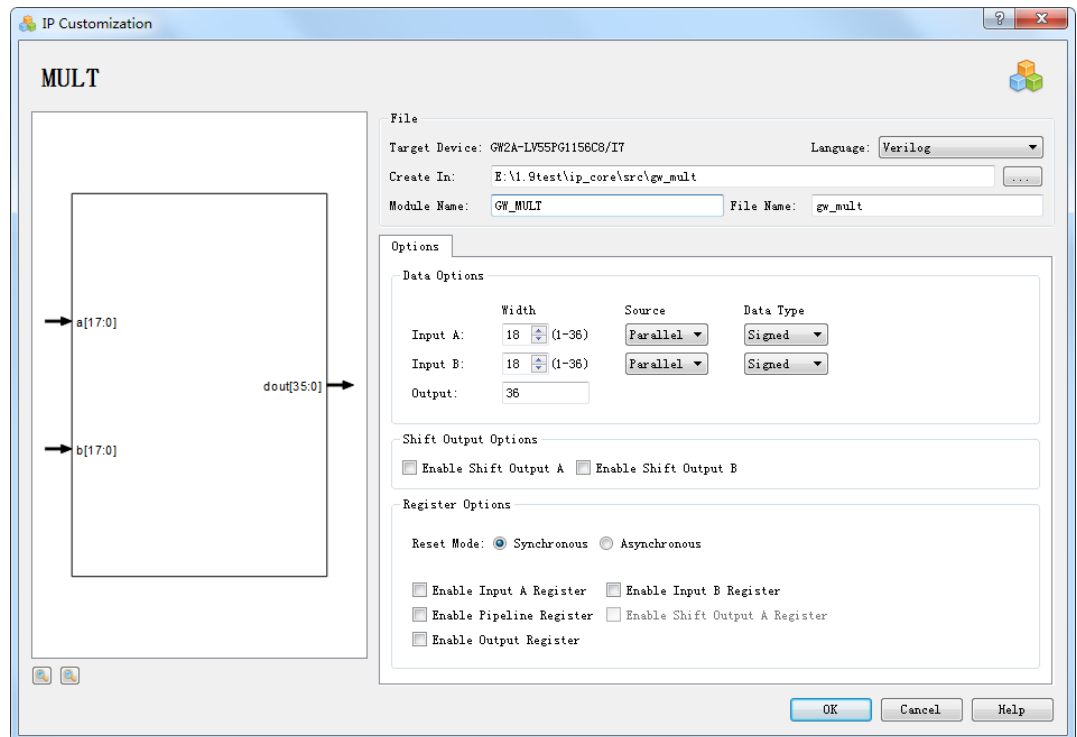 IP Customization
MULT
a[17:0]
dout[35:0]
b[17:0]
File
Target Device: GW2A-LV55PG1156C8/I7 Language: Verilog
Create In: E:\1.9test\ip_core\src\gw_mult ...
Module Name: GW_MULT File Name: gw_mult
Options
Data Options
Width Source Data Type
Input A: 18 (1-36) Parallel Signed
Input B: 18 (1-36) Parallel Signed
Output: 36
Shift Output Options
Enable Shift Output A Enable Shift Output B
Register Options
Reset Mode: Synchronous Asynchronous
Enable Input A Register Enable Input B Register
Enable Pipeline Register Enable Shift Output A Register
Enable Output Register
OK Cancel Help